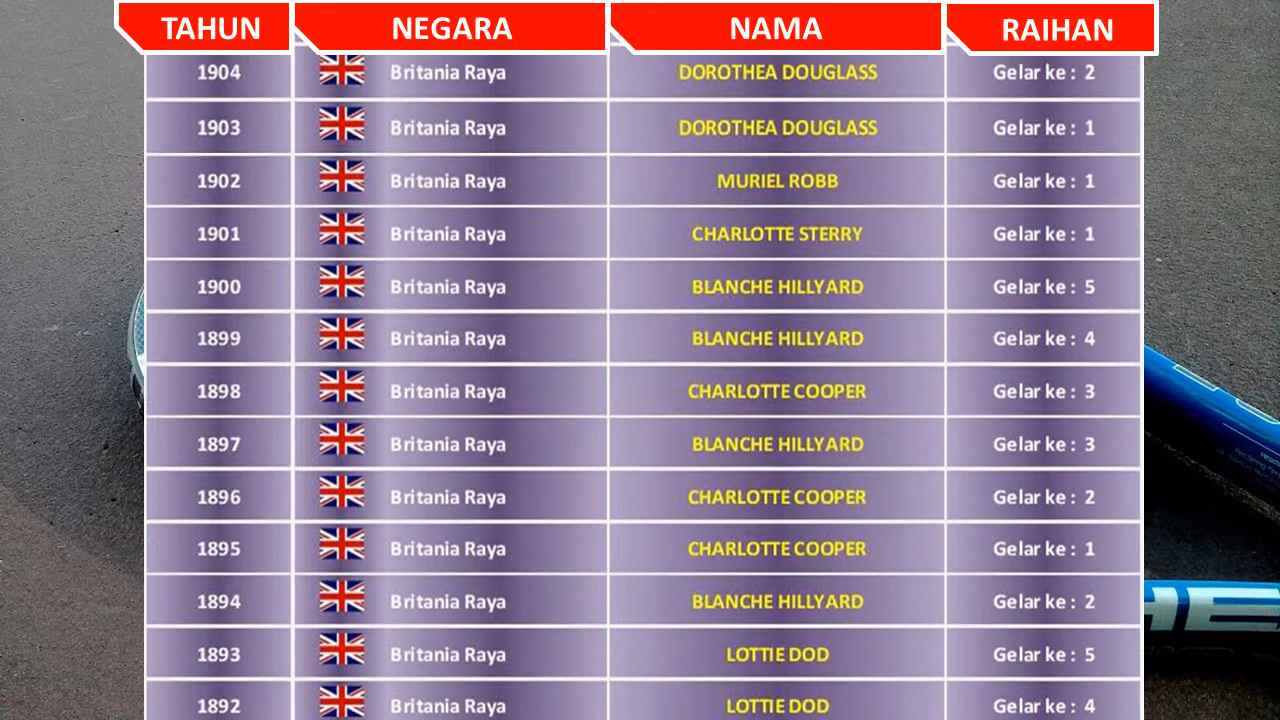 TAHUN NEGARA NAMA RAIHAN
1904 Britania Raya DOROTHEA DOUGLASS Gelar ke : 2
1903 Britania Raya DOROTHEA DOUGLASS Gelar ke : 1
1902 Britania Raya MURIEL ROBB Gelar ke : 1
1901 Britania Raya CHARLOTTE STERRY Gelar ke : 1
1900 Britania Raya BLANCHE HILLYARD Gelar ke : 5
1899 Britania Raya BLANCHE HILLYARD Gelar ke : 4
1898 Britania Raya CHARLOTTE COOPER Gelar ke : 3
1897 Britania Raya BLANCHE HILLYARD Gelar ke : 3
1896 Britania Raya CHARLOTTE COOPER Gelar ke : 2
1895 Britania Raya CHARLOTTE COOPER Gelar ke : 1
1894 Britania Raya BLANCHE HILLYARD Gelar ke : 2
1893 Britania Raya LOTTIE DOD Gelar ke : 5
1892 Britania Raya LOTTIE DOD Gelar ke : 4